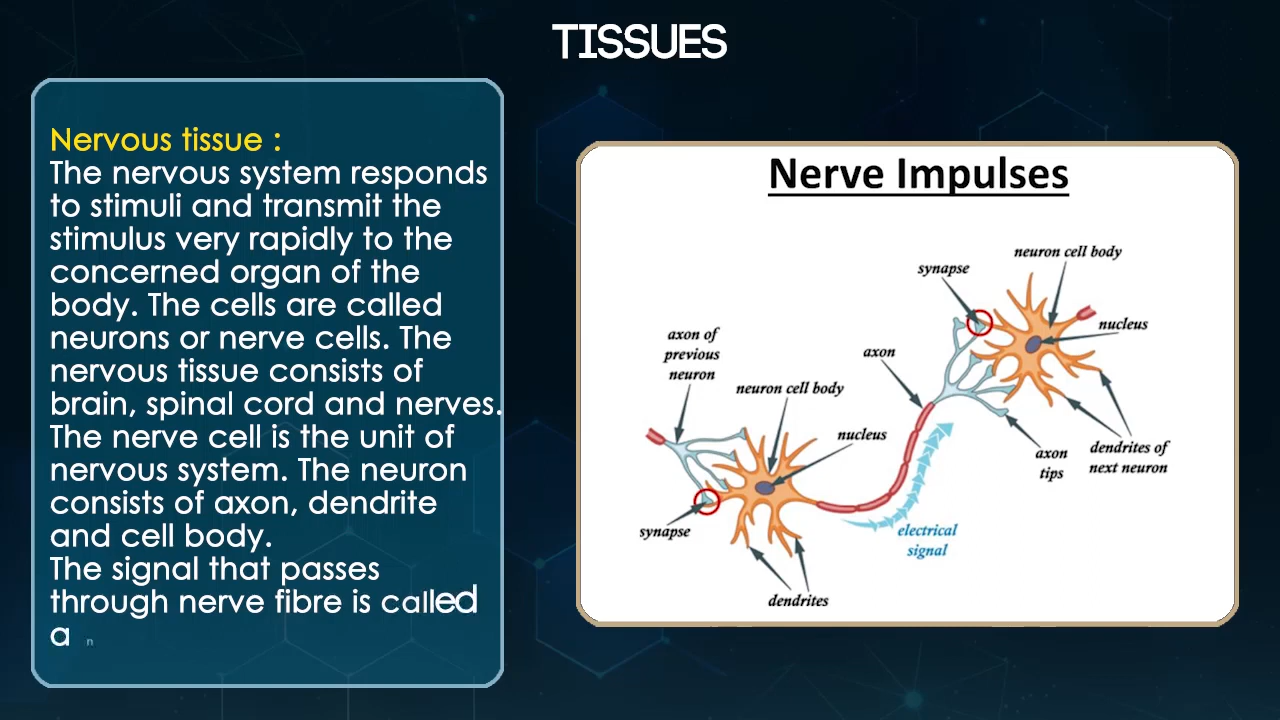 TISSUES
Nervous tissue :
The nervous system responds
to stimuli and transmit the
stimulus very rapidly to the
concerned organ of the
body. The cells are called
neurons or nerve cells. The
nervous tissue consists of
brain, spinal cord and nerves.
The nerve cell is the unit of
nervous system. The neuron
consists of axon, dendrite
and cell body.
The signal that passes
through nerve fibre is called
a n
Nerve Impulses
neuron cell body
synapse
nucleus
axon of
previous
neuron
axon
neuron cell body
nucleus
axon
tips
dendrites of
next neuron
synapse
electrical
signal
dendrites